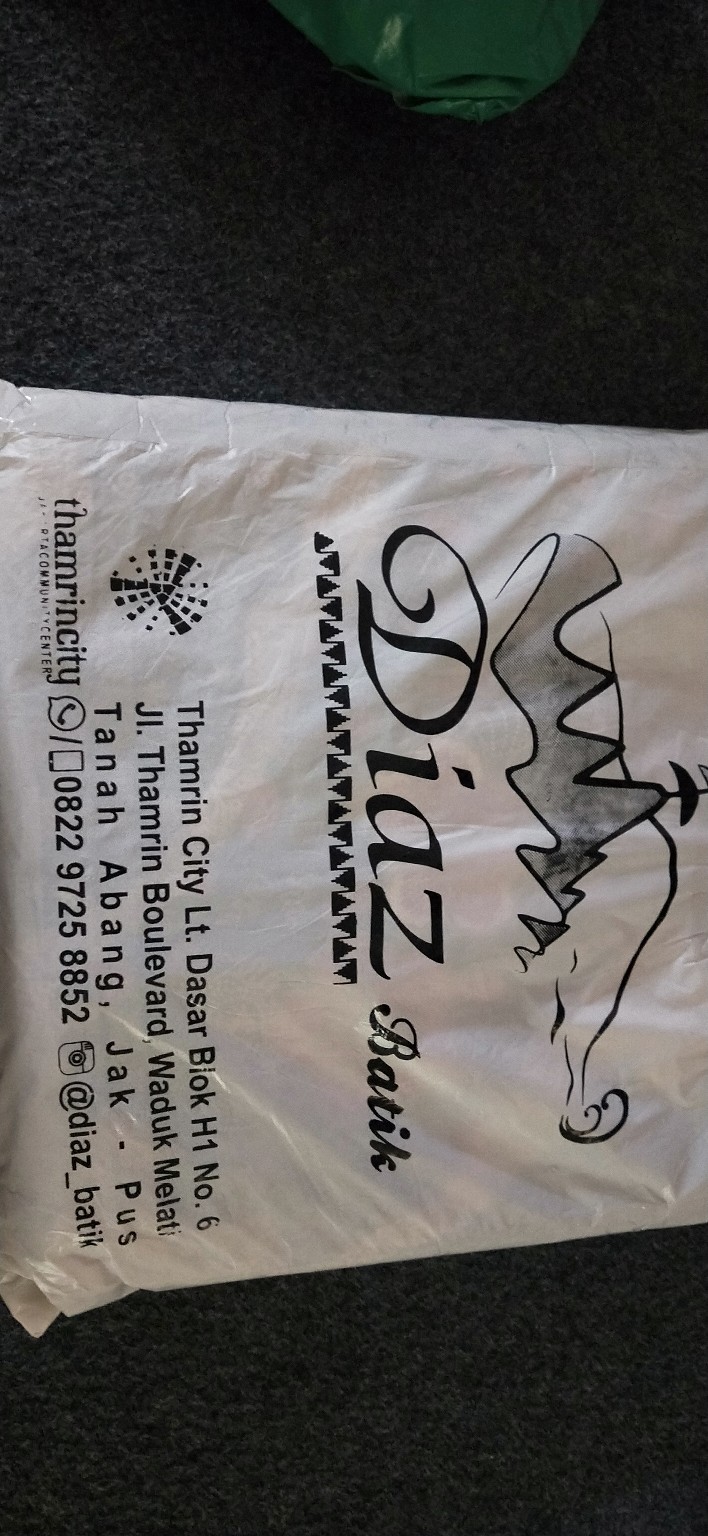 Diaz Batik
Thamrin City Lt. Dasar Blok H1 No. 6
Jl. Thamrin Boulevard, Waduk Melati
Tanah Abang, Jak - Pus
thamrincity
0822 9725 8852 @diaz_batik